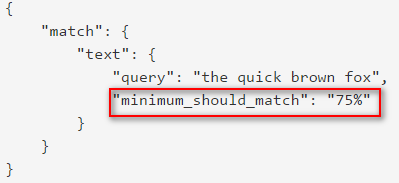 {
"match": {
"text": {
"query": "the quick brown fox",
"minimum_should_match": "75%"
}
}
}